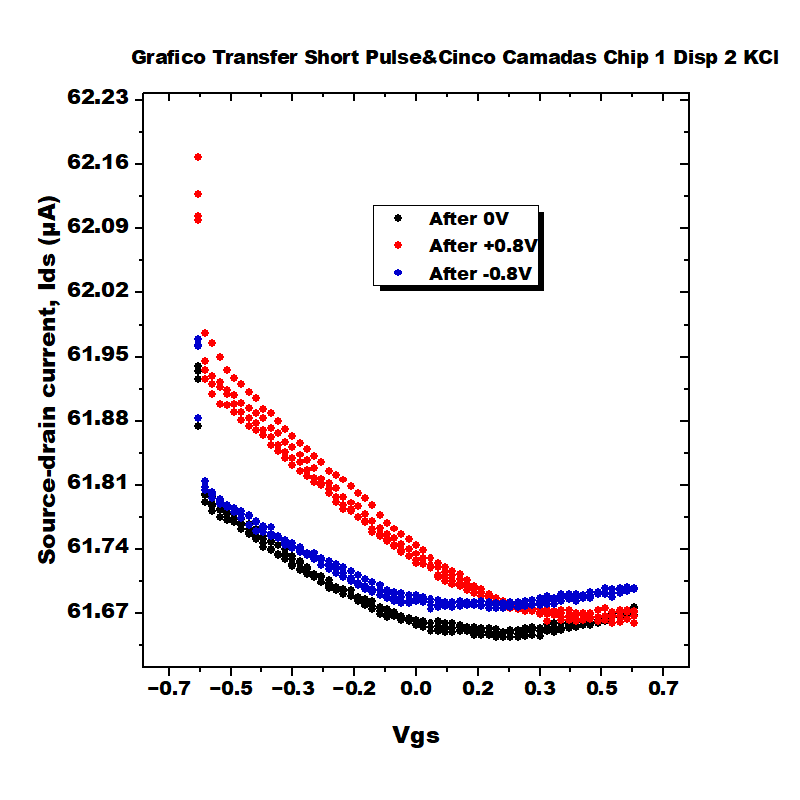 Grafico Transfer Short Pulse&Cinco Camadas Chip 1 Disp 2 KCl
62.23
62.16
62.09
62.02
61.95
61.88
61.81
61.74
61.67
Source-drain current, Ids (µA)
After 0V
After +0.8V
After -0.8V
−0.7 −0.5 −0.3 −0.2 0.0 0.2 0.3 0.5 0.7
Vgs